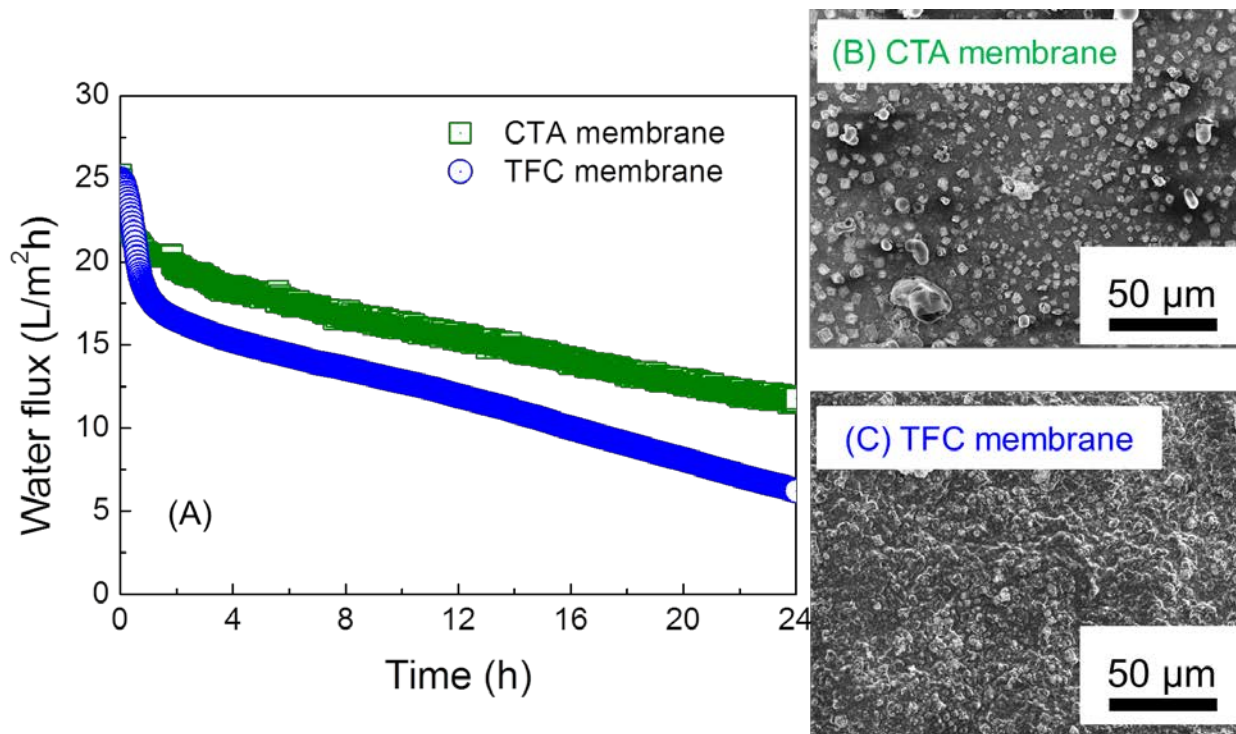 30
25
20
15
10
5
0
0
4
8
12
16
20
24
Water flux (L/m²h)
Time (h)
CTA membrane
TFC membrane
(A)
(B) CTA membrane
50 µm
(C) TFC membrane
50 µm